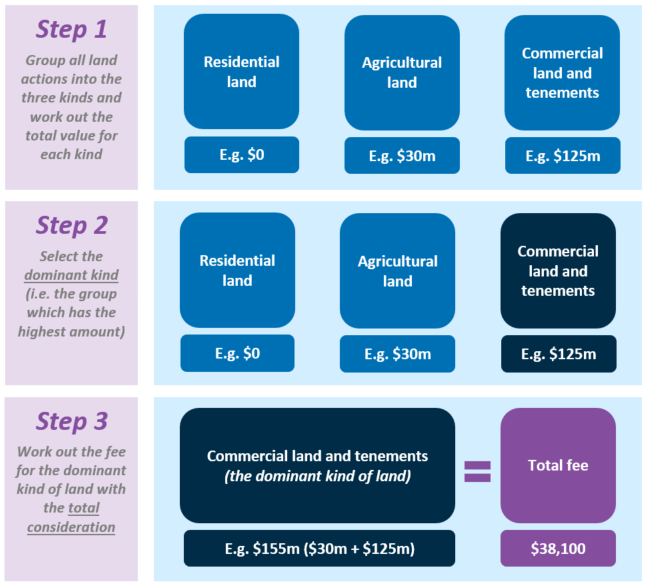 Step 1
Group all land
actions into the
three kinds and
work out the
total value for
each kind
Residential
land
Agricultural
land
Commercial
land and
tenements
E.g. $0
E.g. $30m
E.g. $125m
Step 2
Select the
dominant kind
(i.e. the group
which has the
highest amount)
Residential
land
Agricultural
land
Commercial
land and
tenements
E.g. $0
E.g. $30m
E.g. $125m
Step 3
Work out the fee
for the dominant
kind of land with
the total
consideration
Commercial land and tenements
(the dominant kind of land)
=
Total fee
E.g. $155m ($30m + $125m)
$38,100